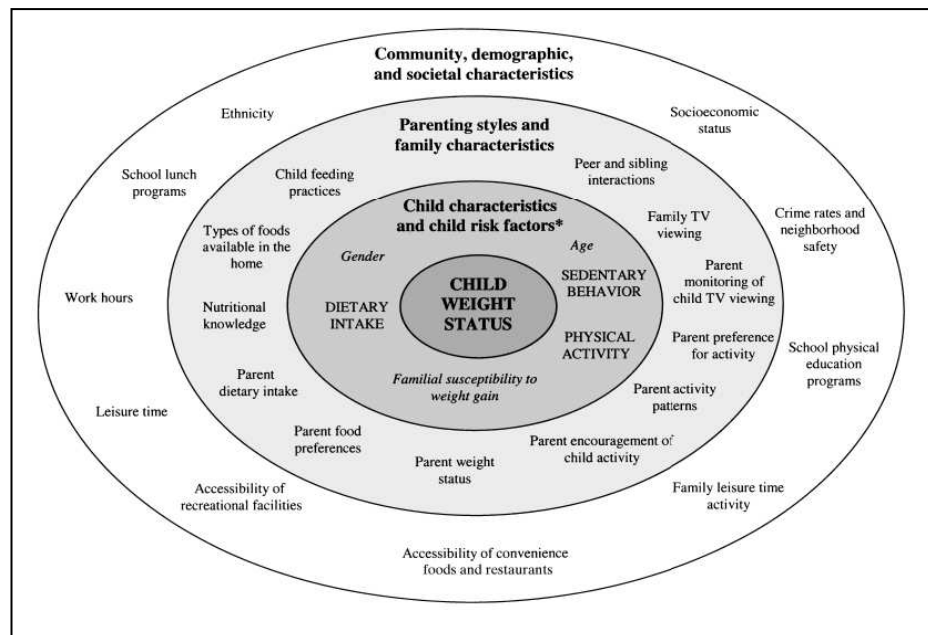 Community, demographic,
and societal characteristics
Ethnicity
Socioeconomic
status
Parenting styles and
family characteristics
School lunch
programs
Child feeding
practices
Peer and sibling
interactions
Child characteristics
and child risk factors*
Types of foods
available in the
home
Family TV
viewing
Crime rates and
neighborhood
safety
Gender
Age
Work hours
Nutritional
knowledge
DIETARY
INTAKE
CHILD
WEIGHT
STATUS
SEDENTARY
BEHAVIOR
Parent
monitoring of
child TV viewing
PHYSICAL
ACTIVITY
Parent preference
for activity
School physical
education
programs
Leisure time
Parent
dietary intake
Familial susceptibility to
weight gain
Parent activity
patterns
Parent food
preferences
Parent weight
status
Parent encouragement of
child activity
Accessibility of
recreational facilities
Family leisure time
activity
Accessibility of convenience
foods and restaurants